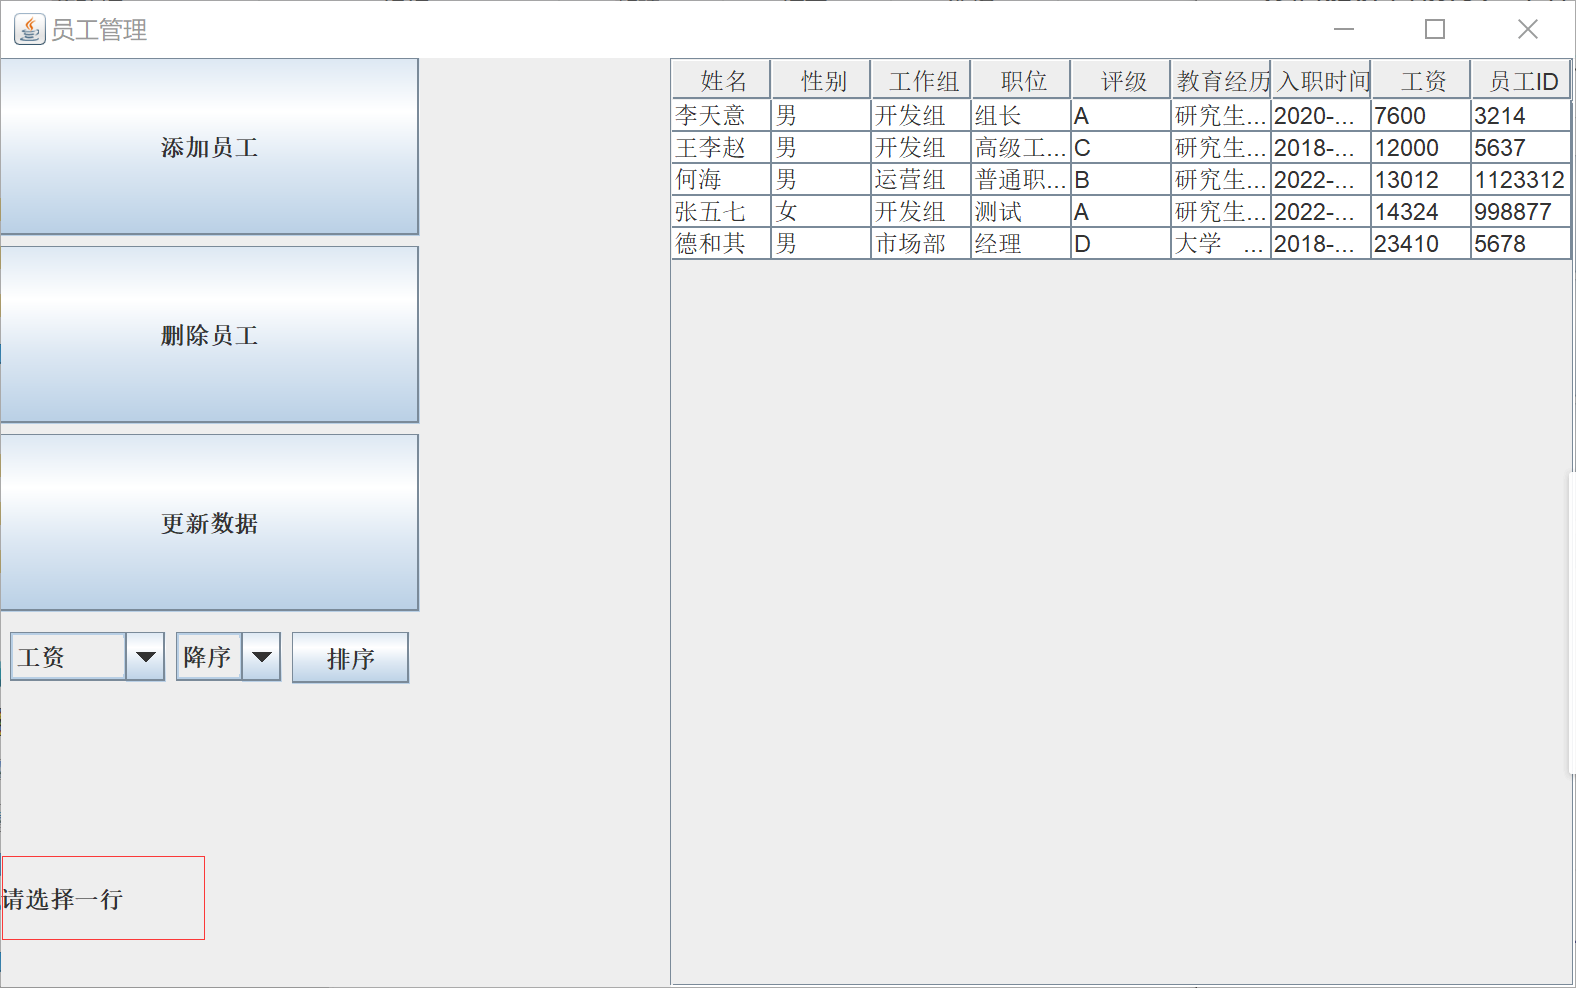 员工管理
添加员工
删除员工
更新数据
工资 降序 排序
请选择一行
姓名 性别 工作组 职位 评级 教育经历 入职时间 工资 员工ID
李天意 男 开发组 组长 A 研究生... 2020-... 7600 3214
王李赵 男 开发组 高级工... C 研究生... 2018-... 12000 5637
何海 男 运营组 普通职... B 研究生... 2022-... 13012 1123312
张五七 女 开发组 测试 A 研究生... 2022-... 14324 998877
德和其 男 市场部 经理 D 大学 ... 2018-... 23410 5678